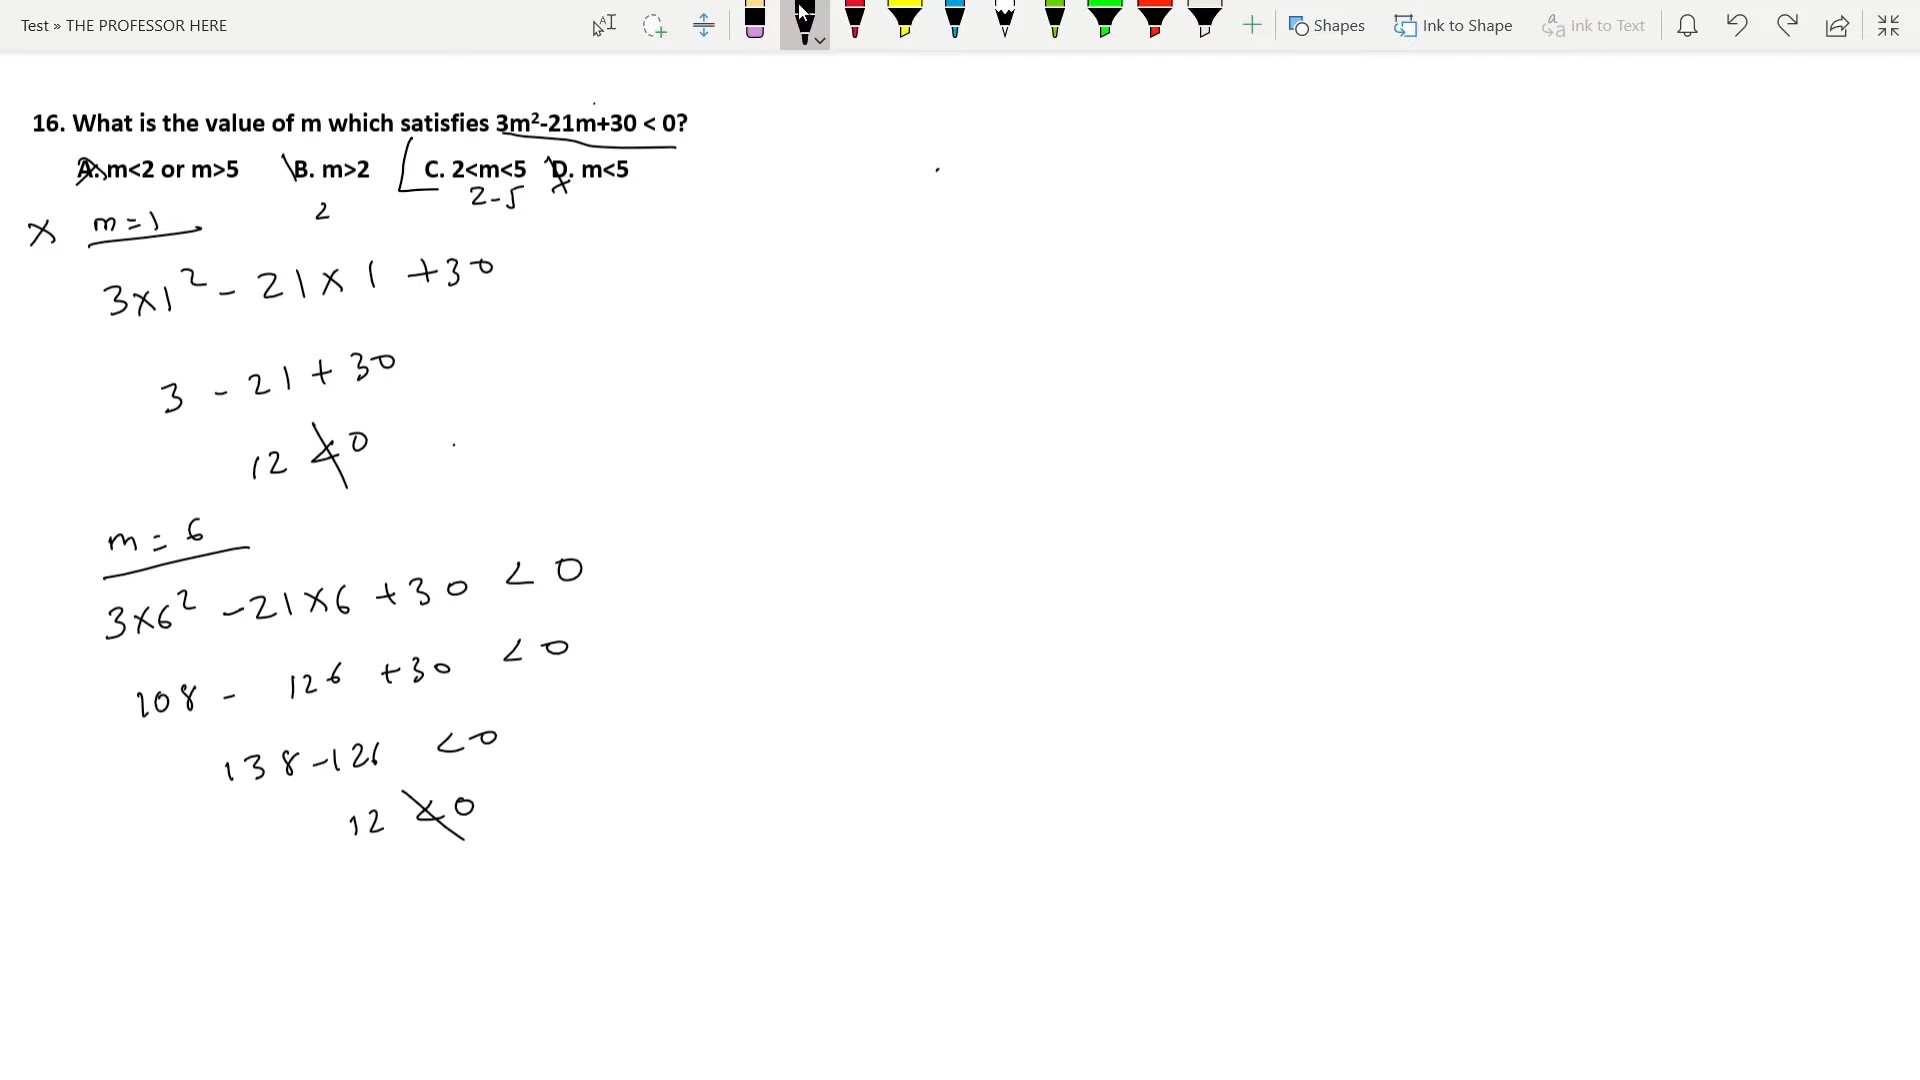 Test » THE PROFESSOR HERE
Shapes Ink to Shape Ink to Text
16. What is the value of m which satisfies 3m²-21m+30 < 0?
A. m<2 or m>5 B. m>2 C. 2<m<5 D. m<5
2-5
x m=1 2
3x1² - 21x1 +30
3 - 21 + 30
12 ≮ 0
m = 6
3x6² -21x6 +30 < 0
108 - 126 +30 < 0
138-126 <0
12 ≮ 0